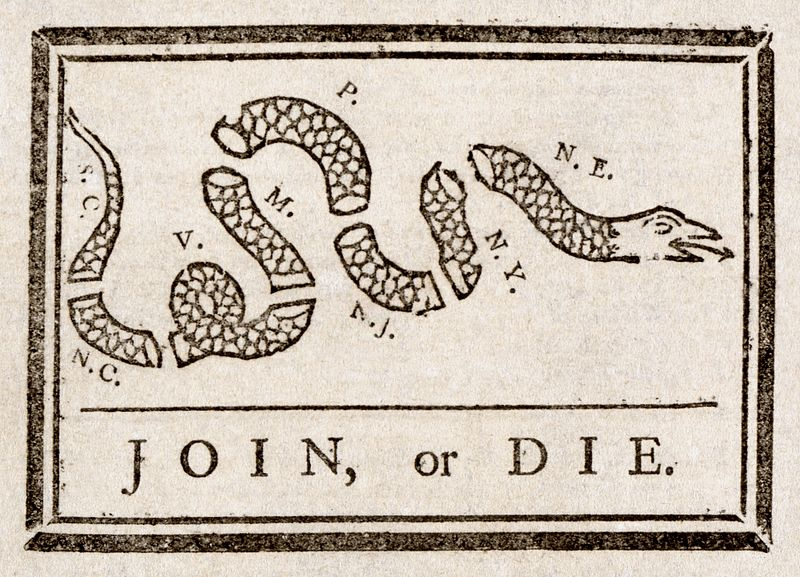 S. C.
N. C.
V.
M.
P.
N. J.
N. Y.
N. E.
JOIN, or DIE.